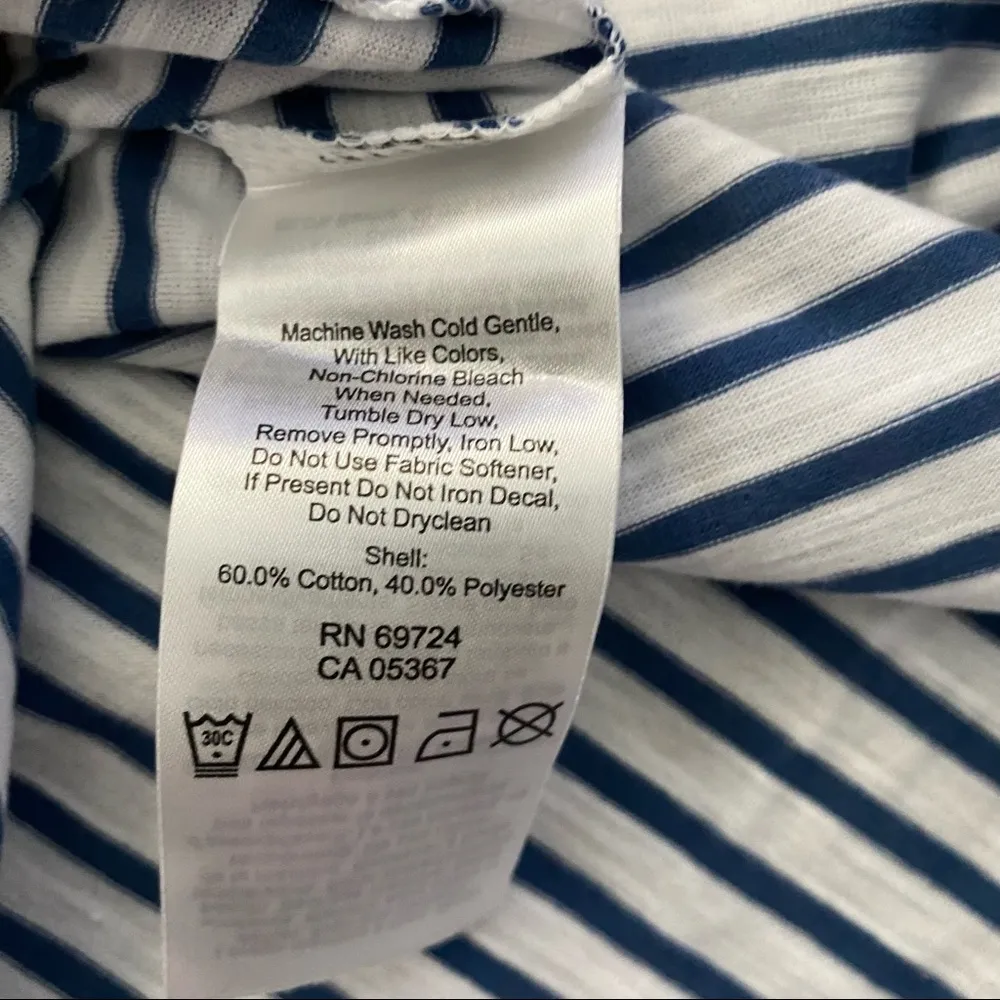 Machine Wash Cold Gentle,
With Like Colors,
Non-Chlorine Bleach
When Needed,
Tumble Dry Low,
Remove Promptly, Iron Low,
Do Not Use Fabric Softener,
If Present Do Not Iron Decal,
Do Not Dryclean
Shell:
60.0% Cotton, 40.0% Polyester
RN 69724
CA 05367
30C